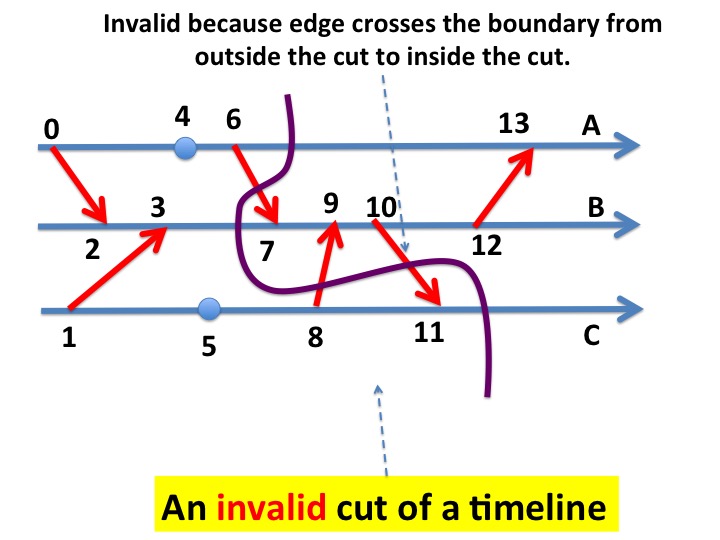 Invalid because edge crosses the boundary from
outside the cut to inside the cut.
0
4
6
13
A
3
9
10
B
2
7
12
1
5
8
11
C
An invalid cut of a timeline